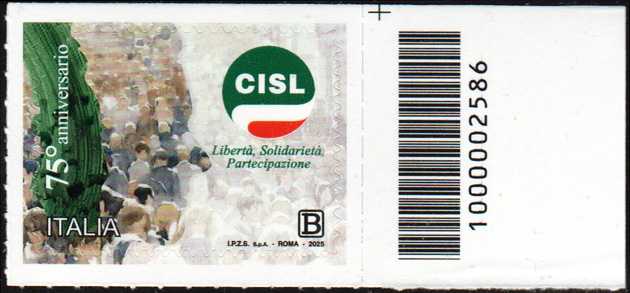 75° anniversario
CISL
Libertà, Solidarietà
Partecipazione
ITALIA
B
I.P.Z.S. S.p.A. - ROMA - 2025
1000002586